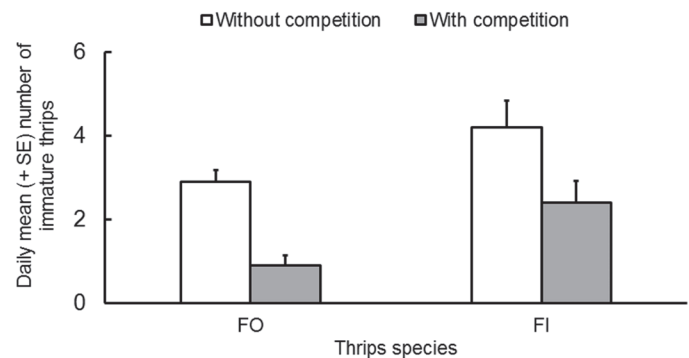 Without competition With competition
Daily mean (+ SE) number of
immature thrips
6
4
2
0
FO FI
Thrips species